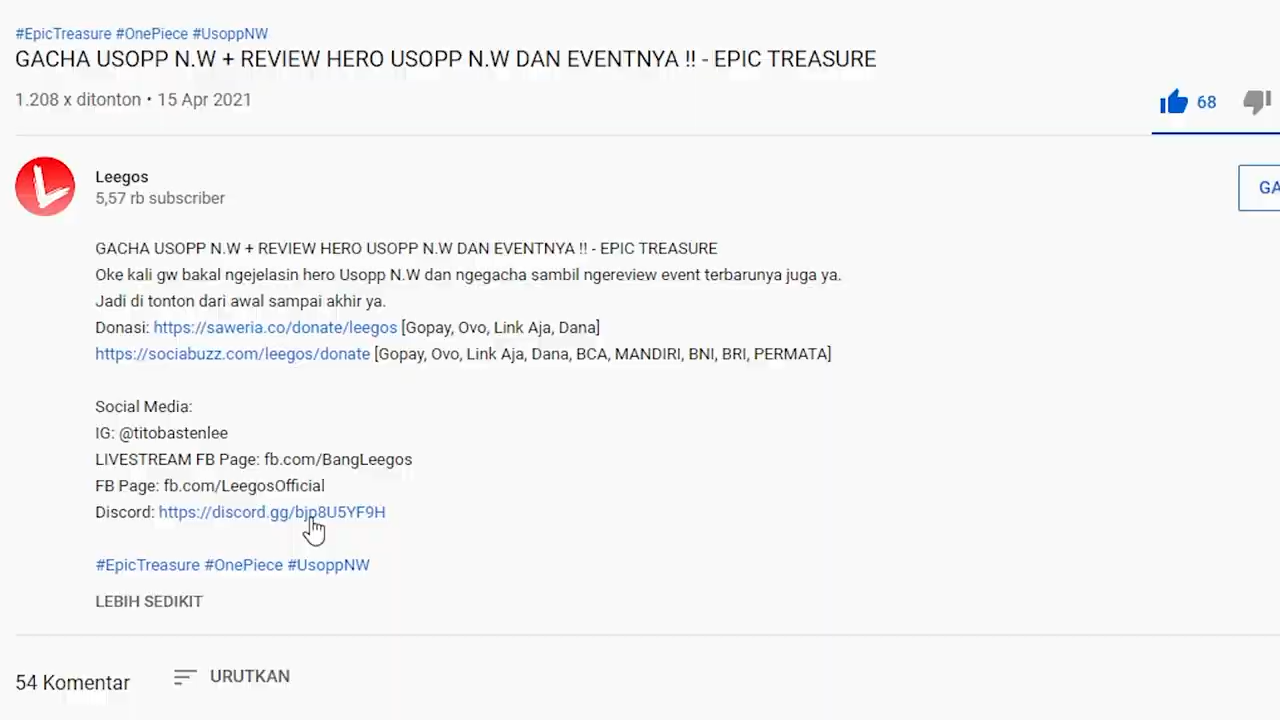 #EpicTreasure #OnePiece #UsoppNW
GACHA USOPP N.W + REVIEW HERO USOPP N.W DAN EVENTNYA !! - EPIC TREASURE
1.208 x ditonton • 15 Apr 2021
68
Leegos
5,57 rb subscriber
GA
GACHA USOPP N.W + REVIEW HERO USOPP N.W DAN EVENTNYA !! - EPIC TREASURE
Oke kali gw bakal ngejelasin hero Usopp N.W dan ngegacha sambil ngereview event terbarunya juga ya.
Jadi di tonton dari awal sampai akhir ya.
Donasi: https://saweria.co/donate/leegos [Gopay, Ovo, Link Aja, Dana]
https://sociabuzz.com/leegos/donate [Gopay, Ovo, Link Aja, Dana, BCA, MANDIRI, BNI, BRI, PERMATA]
Social Media:
IG: @titobastenlee
LIVESTREAM FB Page: fb.com/BangLeegos
FB Page: fb.com/LeegosOfficial
Discord: https://discord.gg/bjp8U5YF9H
#EpicTreasure #OnePiece #UsoppNW
LEBIH SEDIKIT
54 Komentar
URUTKAN